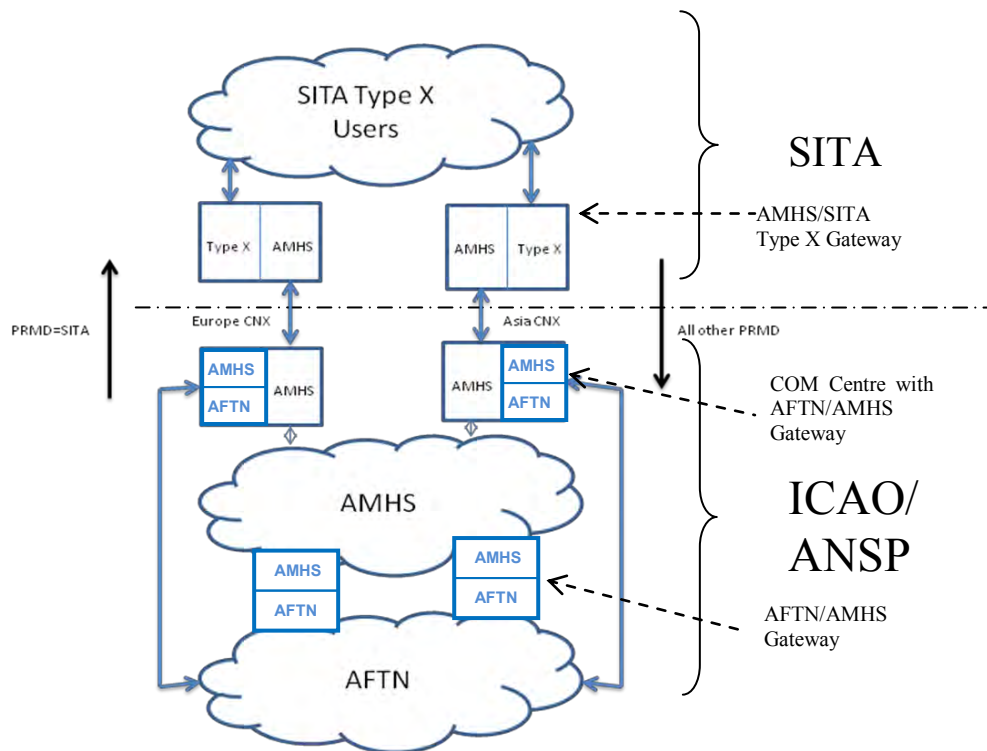 SITA Type X
Users
SITA
Type X
AMHS
AMHS
Type X
AMHS/SITA
Type X Gateway
PRMD=SITA
Europe CNX
Asia CNX
All other PRMD
AMHS
AFTN
AMHS
AMHS
AMHS
AFTN
COM Centre with
AFTN/AMHS
Gateway
AMHS
ICAO/
ANSP
AMHS
AFTN
AMHS
AFTN
AFTN/AMHS
Gateway
AFTN